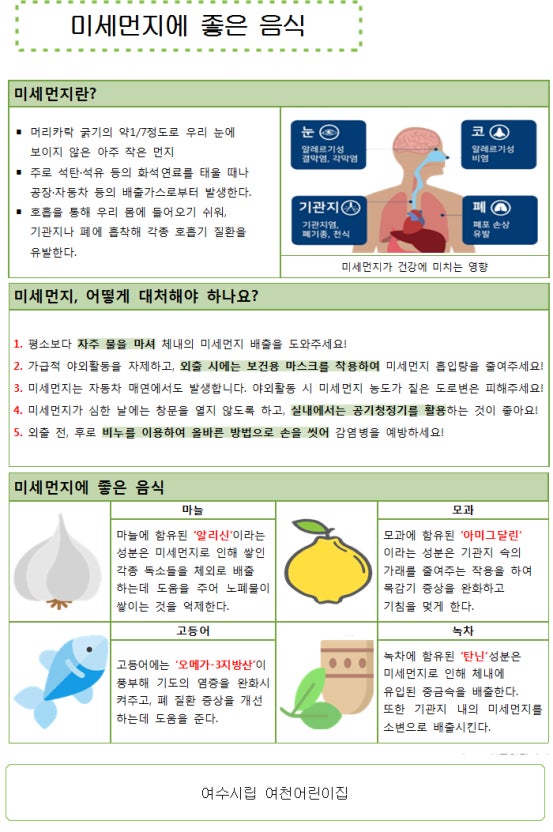 미세먼지에 좋은 음식
미세먼지란?
▪ 머리카락 굵기의 약1/7정도로 우리 눈에
보이지 않은 아주 작은 먼지
▪ 주로 석탄·석유 등의 화석연료를 태울 때나
공장·자동차 등의 배출가스로부터 발생한다.
▪ 호흡을 통해 우리 몸에 들어오기 쉬워,
기관지나 폐에 흡착해 각종 호흡기 질환을
유발한다.
눈
알레르기성
결막염, 각막염
코
알레르기성
비염
기관지
기관지염,
폐기종, 천식
폐
폐포 손상
유발
미세먼지가 건강에 미치는 영향
미세먼지, 어떻게 대처해야 하나요?
1. 평소보다 자주 물을 마셔 체내의 미세먼지 배출을 도와주세요!
2. 가급적 야외활동을 자제하고, 외출 시에는 보건용 마스크를 착용하여 미세먼지 흡입량을 줄여주세요!
3. 미세먼지는 자동차 매연에서도 발생합니다. 야외활동 시 미세먼지 농도가 짙은 도로변은 피해주세요!
4. 미세먼지가 심한 날에는 창문을 열지 않도록 하고, 실내에서는 공기청정기를 활용하는 것이 좋아요!
5. 외출 전, 후로 비누를 이용하여 올바른 방법으로 손을 씻어 감염병을 예방하세요!
미세먼지에 좋은 음식
마늘
마늘에 함유된 '알리신'이라는
성분은 미세먼지로 인해 쌓인
각종 독소들을 체외로 배출
하는데 도움을 주어 노폐물이
쌓이는 것을 억제한다.
모과
모과에 함유된 '아미그달린'
이라는 성분은 기관지 속의
가래를 줄여주는 작용을 하여
목감기 증상을 완화하고
기침을 멎게 한다.
고등어
고등어에는 '오메가-3지방산'이
풍부해 기도의 염증을 완화시
켜주고, 폐 질환 증상을 개선
하는데 도움을 준다.
녹차
녹차에 함유된 '탄닌'성분은
미세먼지로 인해 체내에
유입된 중금속을 배출한다.
또한 기관지 내의 미세먼지를
소변으로 배출시킨다.
여수시립 여천어린이집